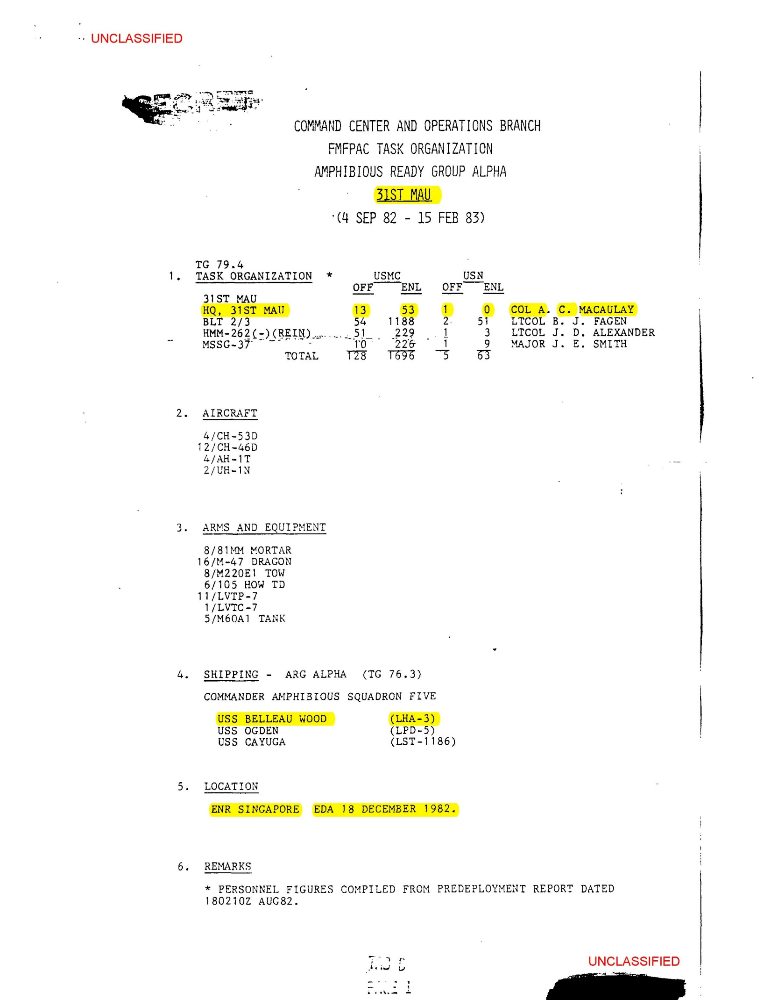 UNCLASSIFIED
SECRET
COMMAND CENTER AND OPERATIONS BRANCH
FMFPAC TASK ORGANIZATION
AMPHIBIOUS READY GROUP ALPHA
31ST MAU
(4 SEP 82 - 15 FEB 83)
TG 79.4
1. TASK ORGANIZATION * USMC USN
OFF ENL OFF ENL
31ST MAU
HQ, 31ST MAU 13 53 1 0 COL A. C. MACAULAY
BLT 2/3 54 1188 2 51 LTCOL B. J. FAGEN
HMM-262(-)(REIN) 51 229 1 3 LTCOL J. D. ALEXANDER
MSSG-37 10 226 1 9 MAJOR J. E. SMITH
TOTAL 128 1696 5 63
2. AIRCRAFT
4/CH-53D
12/CH-46D
4/AH-1T
2/UH-1N
3. ARMS AND EQUIPMENT
8/81MM MORTAR
16/M-47 DRAGON
8/M220E1 TOW
6/105 HOW TD
11/LVTP-7
1/LVTC-7
5/M60A1 TANK
4. SHIPPING - ARG ALPHA (TG 76.3)
COMMANDER AMPHIBIOUS SQUADRON FIVE
USS BELLEAU WOOD (LHA-3)
USS OGDEN (LPD-5)
USS CAYUGA (LST-1186)
5. LOCATION
ENR SINGAPORE EDA 18 DECEMBER 1982.
6. REMARKS
* PERSONNEL FIGURES COMPILED FROM PREDEPLOYMENT REPORT DATED
180210Z AUG82.
UNCLASSIFIED
PAGE 1